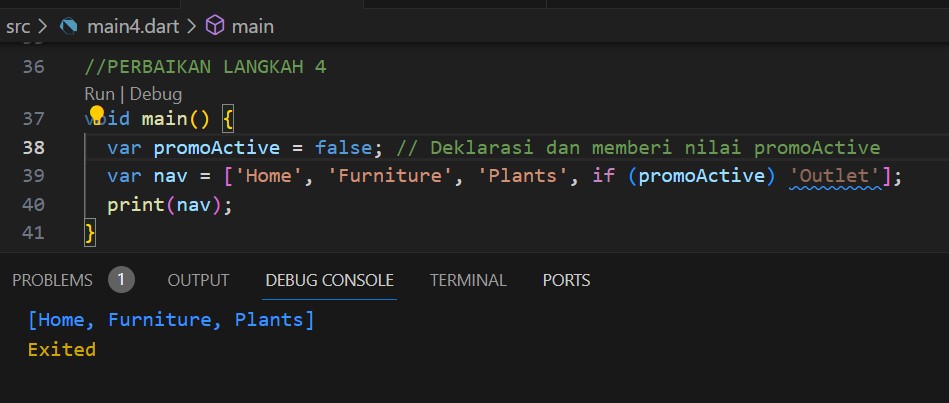 src > main4.dart > main
36 //PERBAIKAN LANGKAH 4
Run | Debug
37 void main() {
38 var promoActive = false; // Deklarasi dan memberi nilai promoActive
39 var nav = ['Home', 'Furniture', 'Plants', if (promoActive) 'Outlet'];
40 print(nav);
41 }
PROBLEMS 1 OUTPUT DEBUG CONSOLE TERMINAL PORTS
[Home, Furniture, Plants]
Exited